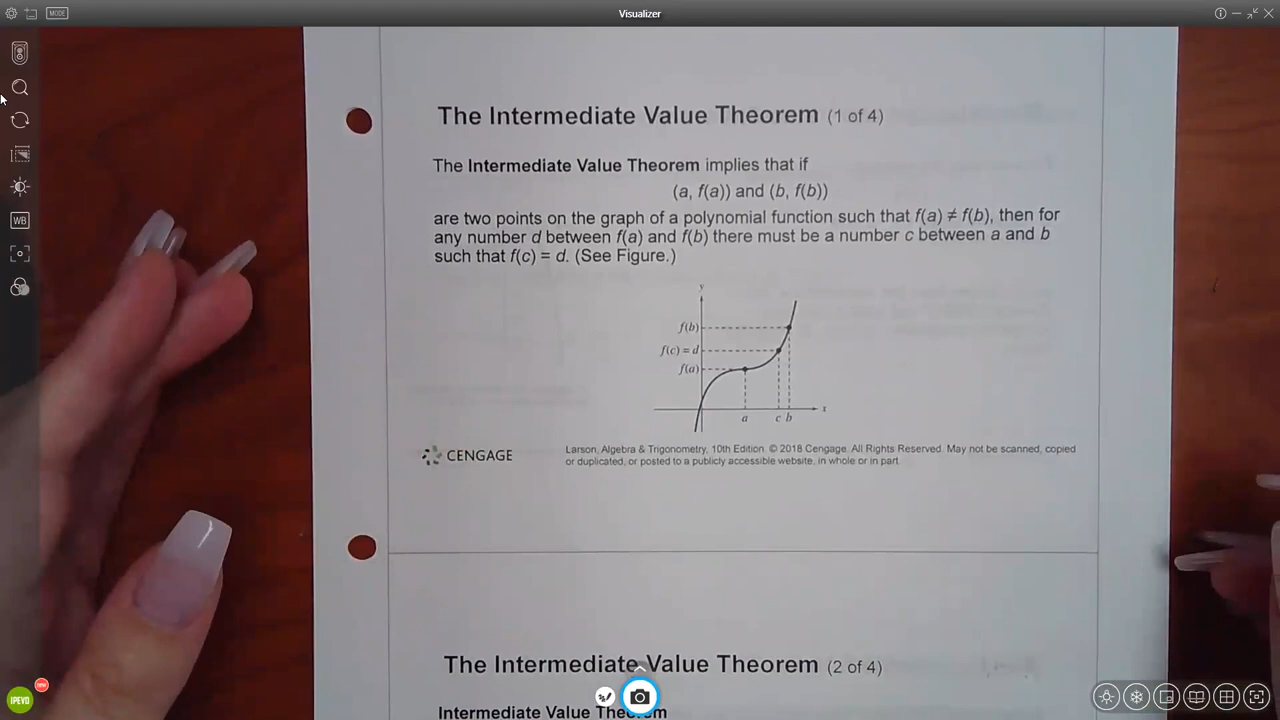 MODE
Visualizer
WB
The Intermediate Value Theorem (1 of 4)
The Intermediate Value Theorem implies that if
(a, f(a)) and (b, f(b))
are two points on the graph of a polynomial function such that f(a) ≠ f(b), then for
any number d between f(a) and f(b) there must be a number c between a and b
such that f(c) = d. (See Figure.)
y
f(b)
f(c) = d
f(a)
a c b x
CENGAGE
Larson, Algebra & Trigonometry, 10th Edition. © 2018 Cengage. All Rights Reserved. May not be scanned, copied
or duplicated, or posted to a publicly accessible website, in whole or in part.
The Intermediate Value Theorem (2 of 4)
Intermediate Value Theorem
IPEVO
new